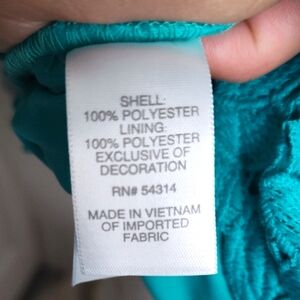 SHELL:
100% POLYESTER
LINING:
100% POLYESTER
EXCLUSIVE OF
DECORATION
RN# 54314
MADE IN VIETNAM
OF IMPORTED
FABRIC